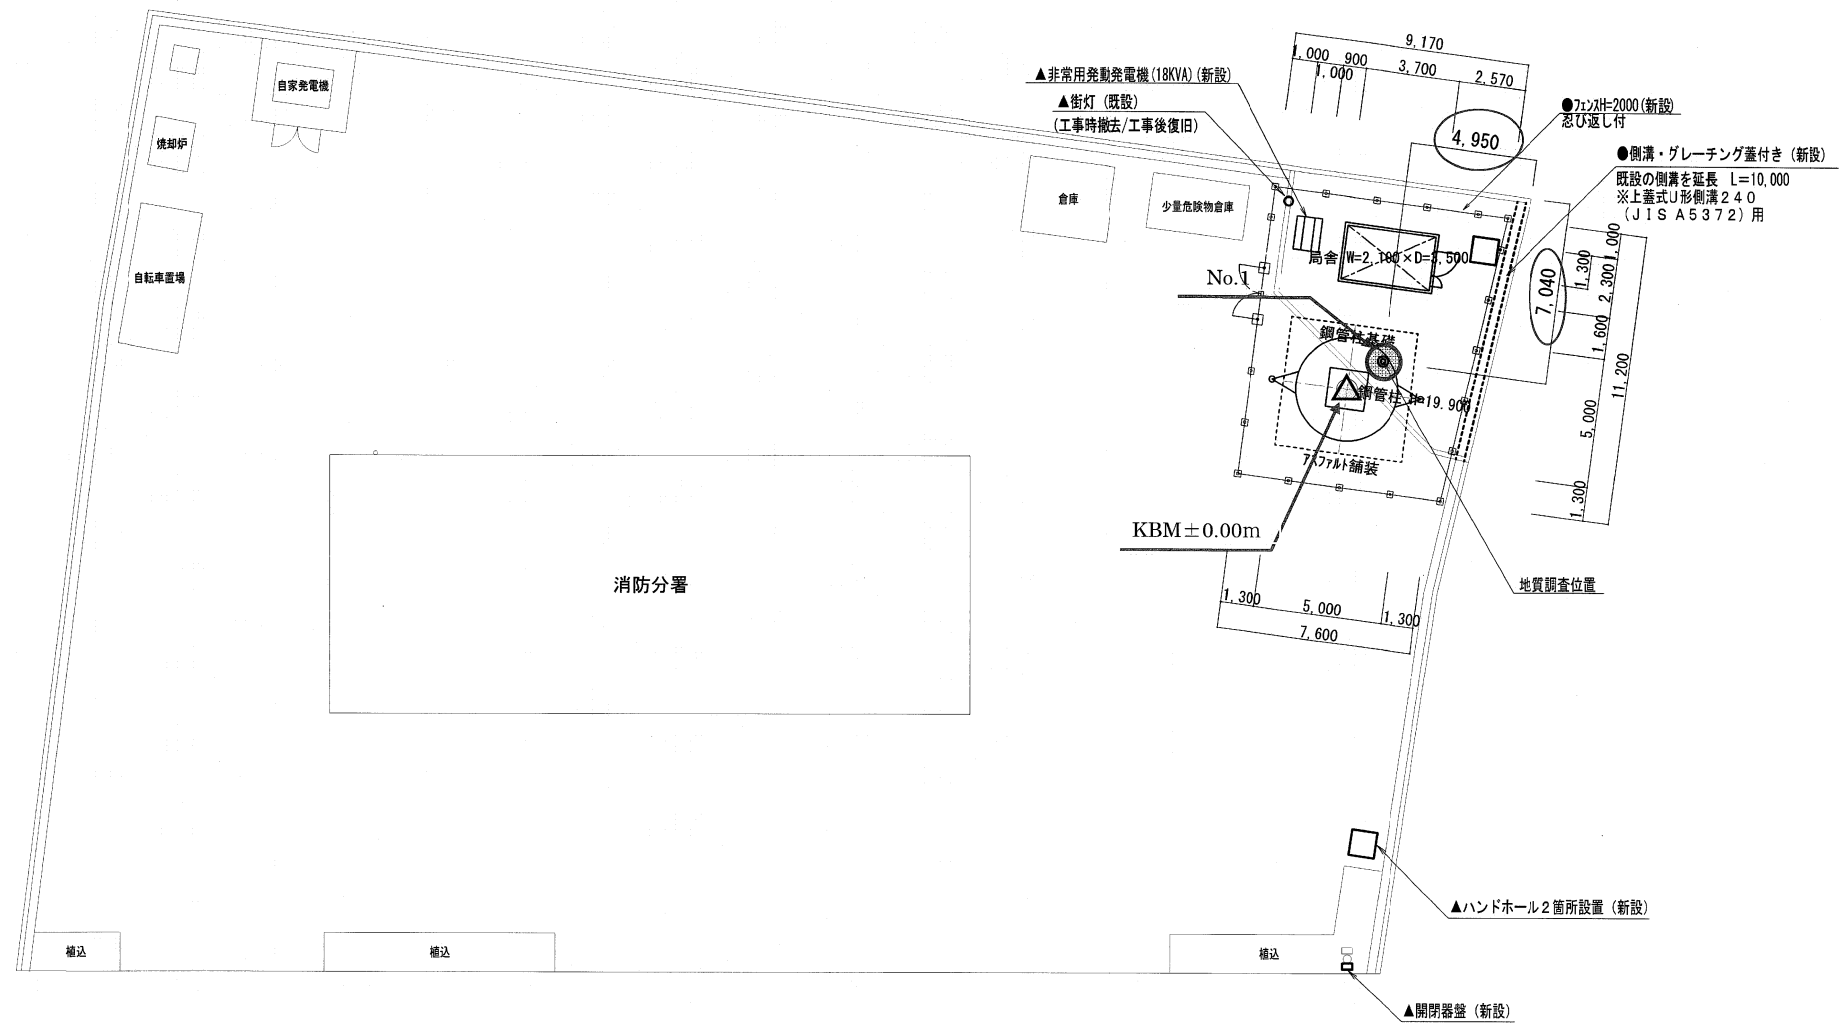 9,170
1,000
900
1,000
3,700
2,570
▲非常用発動発電機(18KVA)(新設)
▲街灯(既設)
(工事時撤去/工事後復旧)
●フェンスH=2000(新設)
忍び返し付
4,950
●側溝・グレーチング蓋付き(新設)
既設の側溝を延長 L=10,000
※上蓋式U形側溝240
(JIS A5372)用
自家発電機
焼却炉
自転車置場
倉庫
少量危険物倉庫
局舎 W=2,100×D=3,500
No.1
7,040
1,000
1,300
2,300
1,600
11,200
5,000
1,300
鋼管柱基礎
鋼管柱 H=19.900
アスファルト舗装
KBM±0.00m
地質調査位置
1,300
5,000
1,300
7,600
消防分署
▲ハンドホール2箇所設置(新設)
植込
植込
植込
▲開閉器盤(新設)